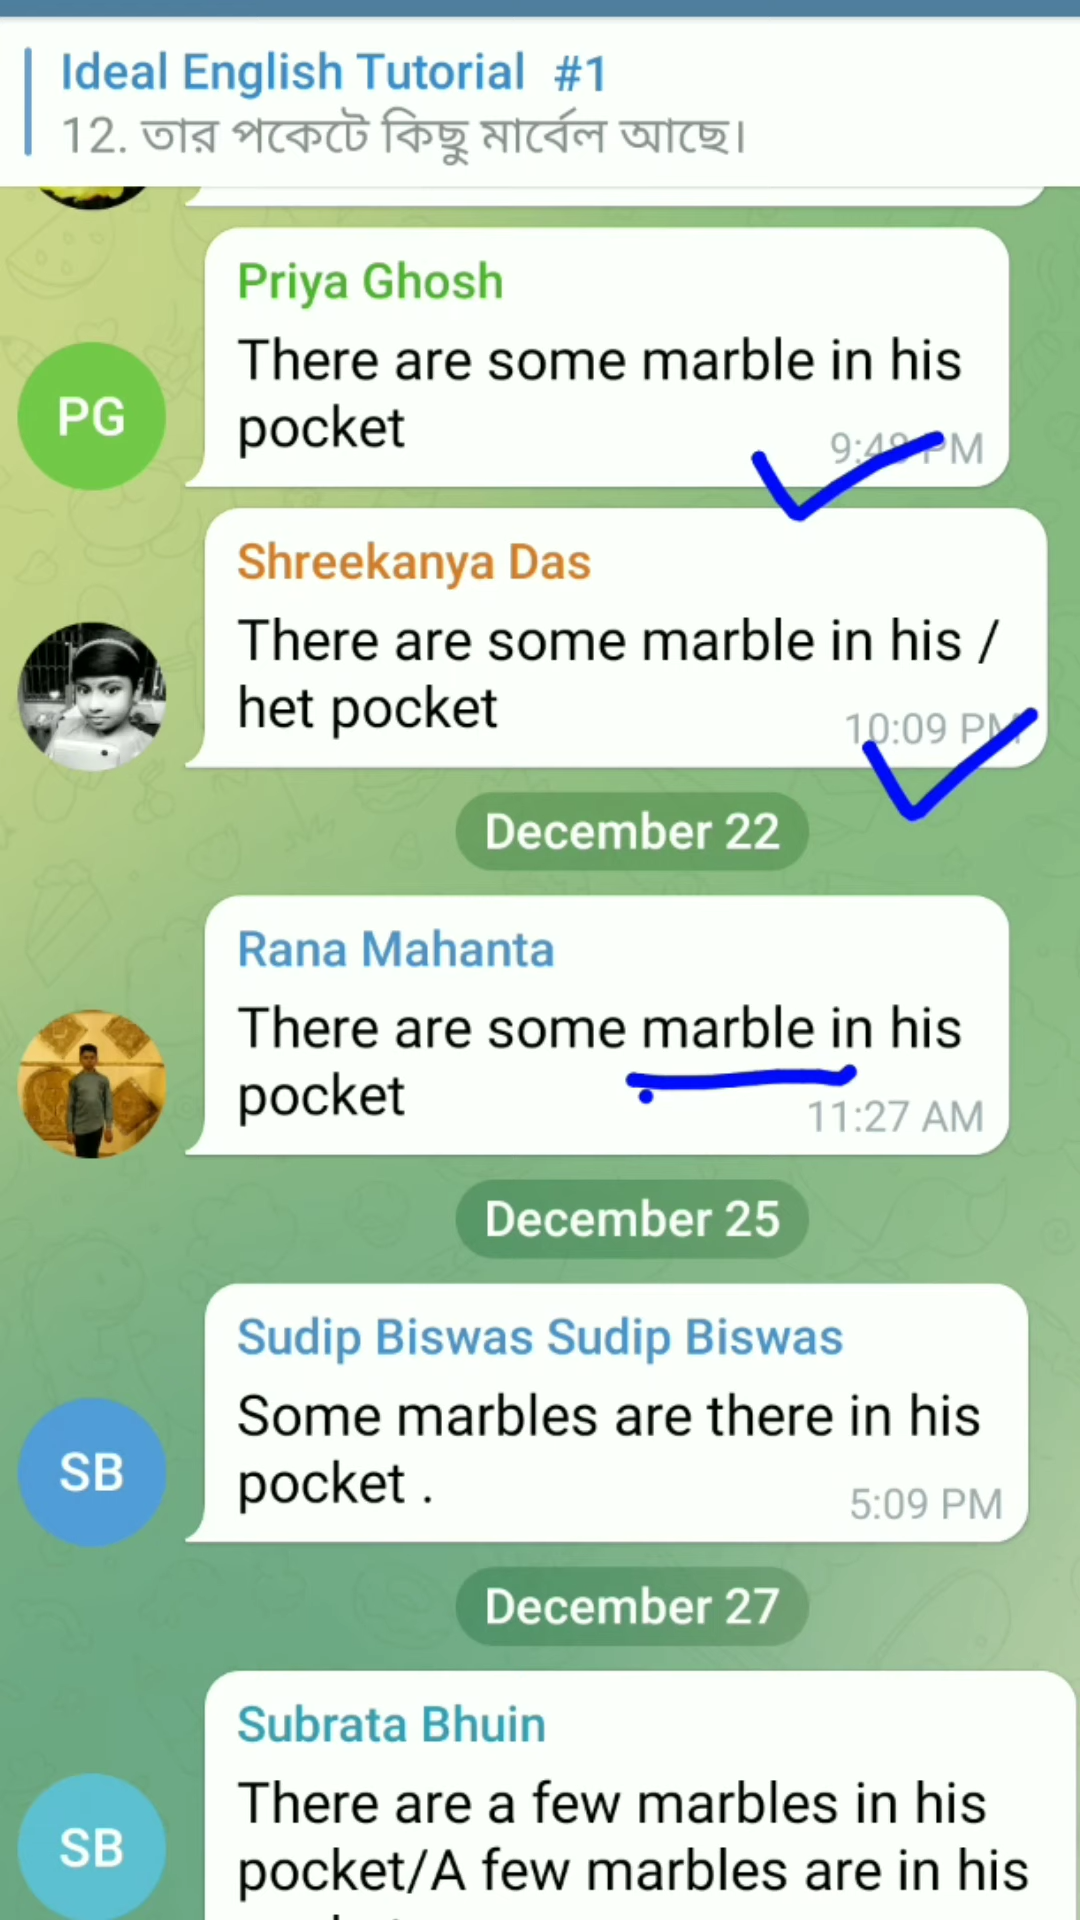 Ideal English Tutorial #1
12. তার পকেটে কিছু মার্বেল আছে।
Priya Ghosh
There are some marble in his
pocket
9:48 PM
PG
Shreekanya Das
There are some marble in his /
het pocket
10:09 PM
December 22
Rana Mahanta
There are some marble in his
pocket
11:27 AM
December 25
Sudip Biswas Sudip Biswas
Some marbles are there in his
pocket .
5:09 PM
SB
December 27
Subrata Bhuin
There are a few marbles in his
pocket/A few marbles are in his
SB